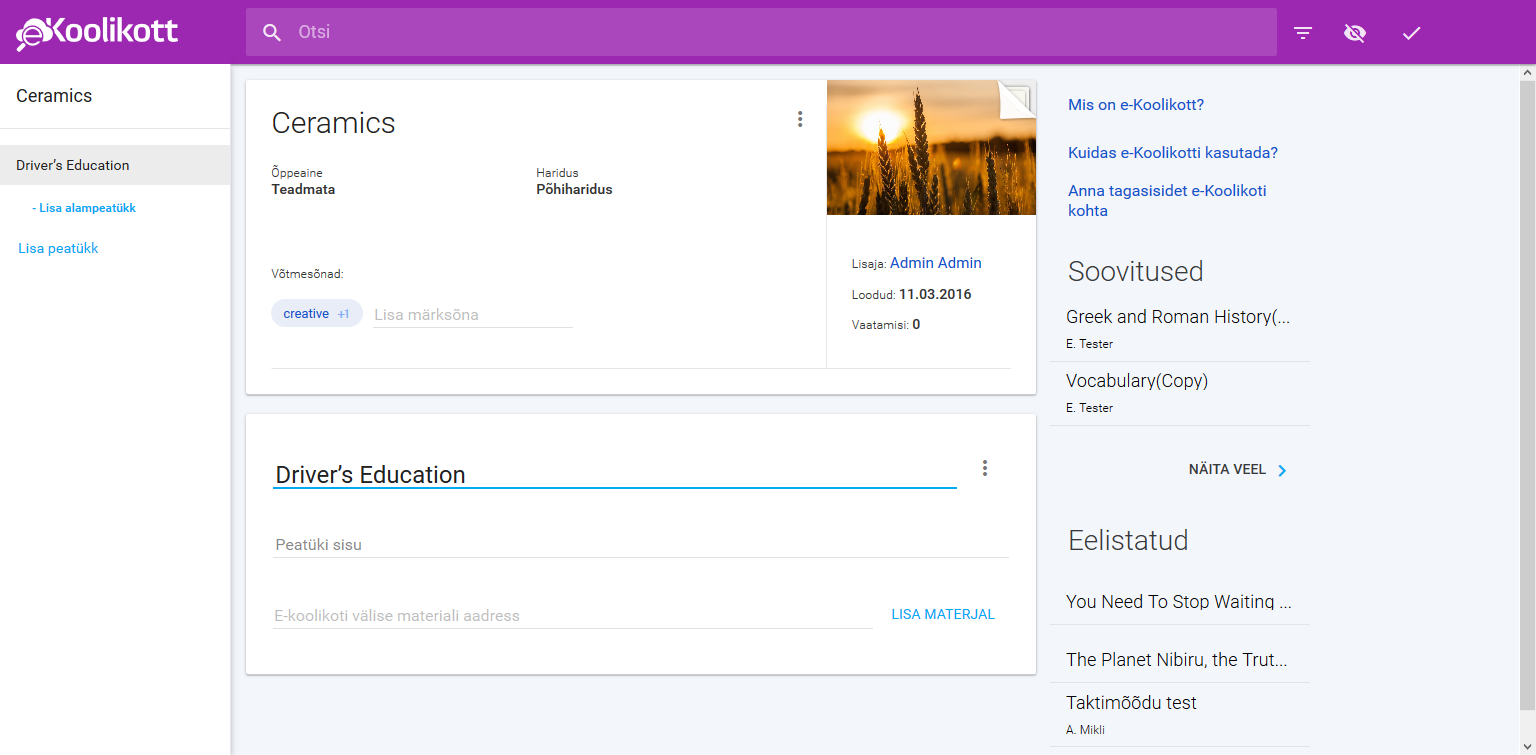 e-Koolikott
Otsi
Ceramics
Driver’s Education
- Lisa alampeatükk
Lisa peatükk
Ceramics
Õppeaine
Teadmata
Haridus
Põhiharidus
Võtmesõnad:
creative +1
Lisa märksõna
Lisaja: Admin Admin
Loodud: 11.03.2016
Vaatamisi: 0
Driver’s Education
Peatüki sisu
E-koolikoti välise materiali aadress
LISA MATERJAL
Mis on e-Koolikott?
Kuidas e-Koolikotti kasutada?
Anna tagasisidet e-Koolikoti
kohta
Soovitused
Greek and Roman History(...
E. Tester
Vocabulary(Copy)
E. Tester
NÄITA VEEL
Eelistatud
You Need To Stop Waiting ...
The Planet Nibiru, the Trut...
Taktimõõdu test
A. Mikli